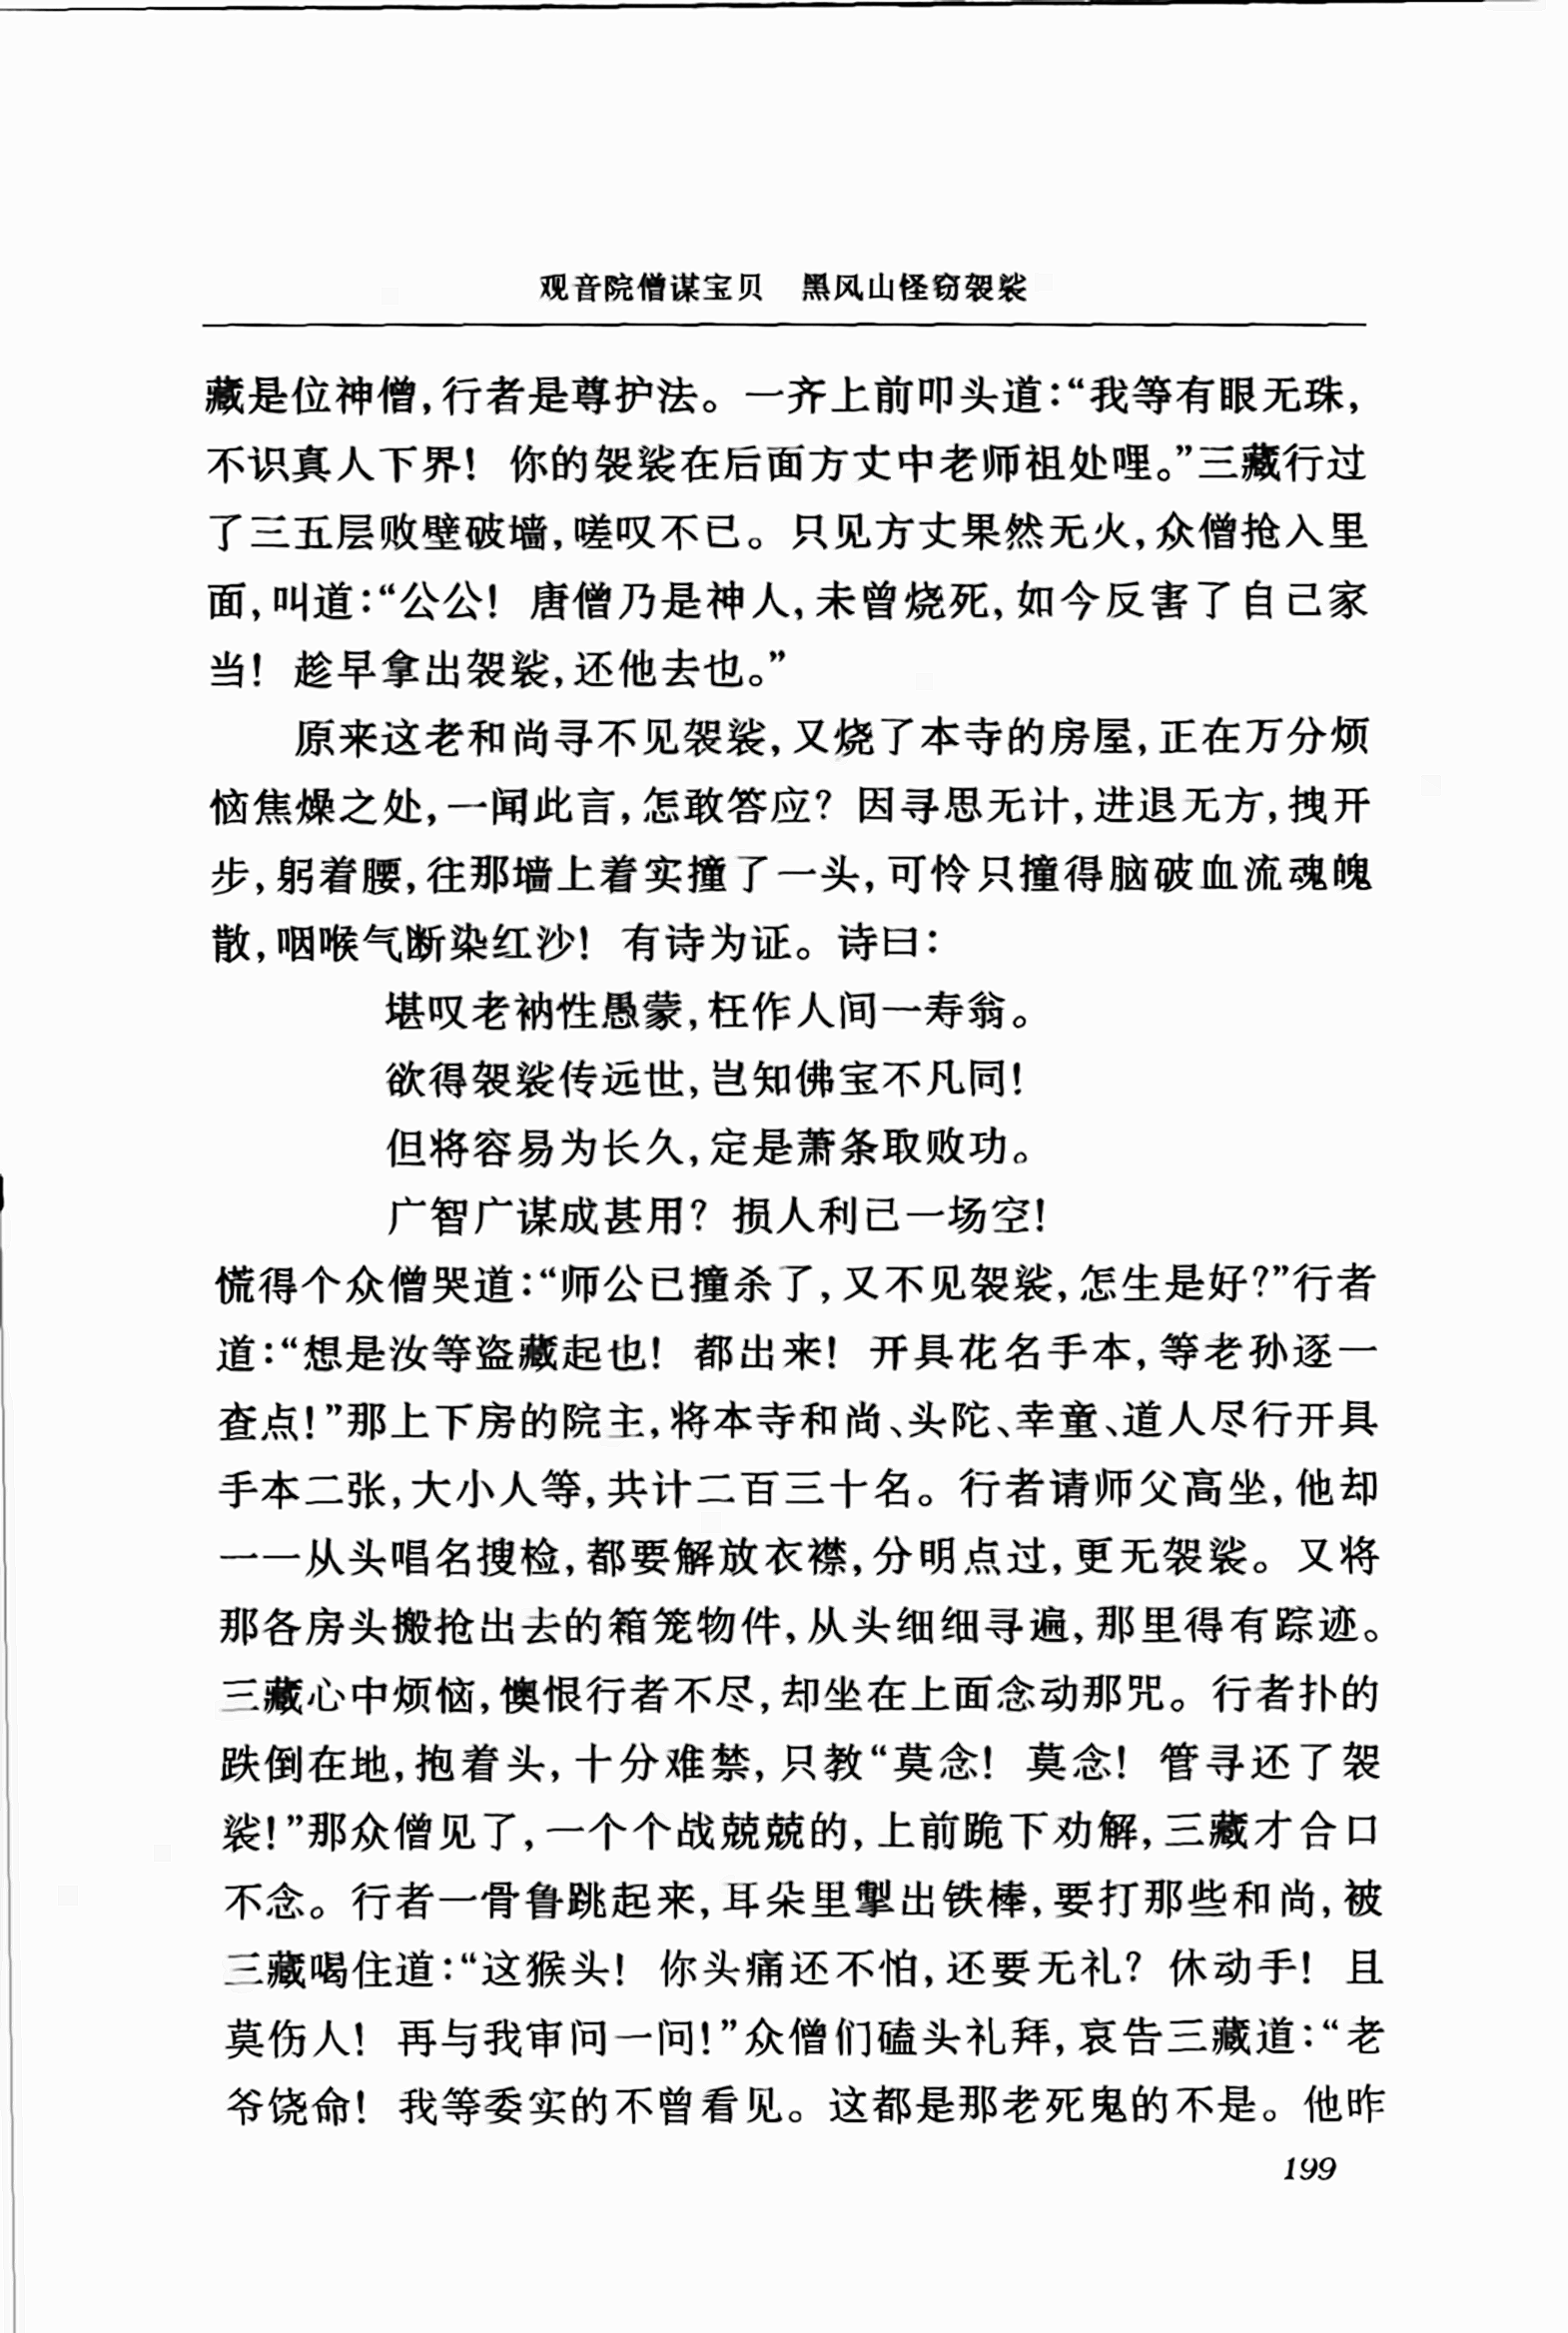 观音院僧谋宝贝　黑风山怪窃袈裟
藏是位神僧,行者是尊护法。一齐上前叩头道:“我等有眼无珠,
不识真人下界! 你的袈裟在后面方丈中老师祖处哩。”三藏行过
了三五层败壁破墙,嗟叹不已。只见方丈果然无火,众僧抢入里
面,叫道:“公公! 唐僧乃是神人,未曾烧死,如今反害了自己家
当! 趁早拿出袈裟,还他去也。”
原来这老和尚寻不见袈裟,又烧了本寺的房屋,正在万分烦
恼焦燥之处,一闻此言,怎敢答应? 因寻思无计,进退无方,拽开
步,躬着腰,往那墙上着实撞了一头,可怜只撞得脑破血流魂魄
散,咽喉气断染红沙! 有诗为证。诗曰:
堪叹老衲性愚蒙,枉作人间一寿翁。
欲得袈裟传远世,岂知佛宝不凡同!
但将容易为长久,定是萧条取败功。
广智广谋成甚用? 损人利己一场空!
慌得个众僧哭道:“师公已撞杀了,又不见袈裟,怎生是好?”行者
道:“想是汝等盗藏起也! 都出来! 开具花名手本,等老孙逐一
查点!”那上下房的院主,将本寺和尚、头陀、幸童、道人尽行开具
手本二张,大小人等,共计二百三十名。行者请师父高坐,他却
一一从头唱名搜检,都要解放衣襟,分明点过,更无袈裟。又将
那各房头搬抢出去的箱笼物件,从头细细寻遍,那里得有踪迹。
三藏心中烦恼,懊恨行者不尽,却坐在上面念动那咒。行者扑的
跌倒在地,抱着头,十分难禁,只教“莫念! 莫念! 管寻还了袈
裟!”那众僧见了,一个个战兢兢的,上前跪下劝解,三藏才合口
不念。行者一骨鲁跳起来,耳朵里掣出铁棒,要打那些和尚,被
三藏喝住道:“这猴头! 你头痛还不怕,还要无礼? 休动手! 且
莫伤人! 再与我审问一问!”众僧们磕头礼拜,哀告三藏道:“老
爷饶命! 我等委实的不曾看见。这都是那老死鬼的不是。他昨
199